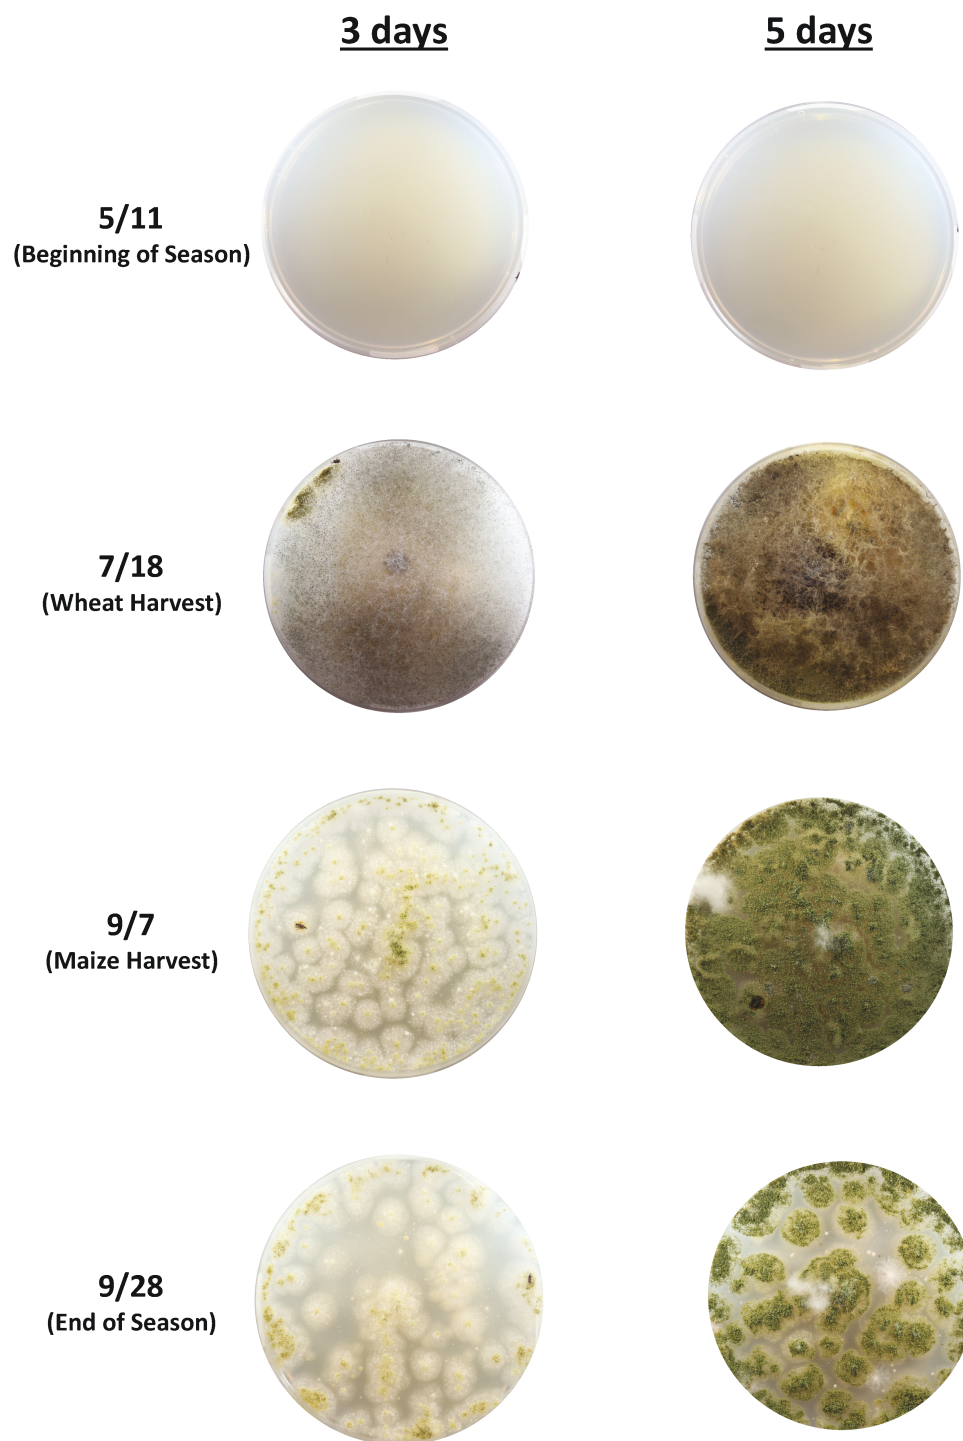 3 days
5 days
5/11
(Beginning of Season)
7/18
(Wheat Harvest)
9/7
(Maize Harvest)
9/28
(End of Season)